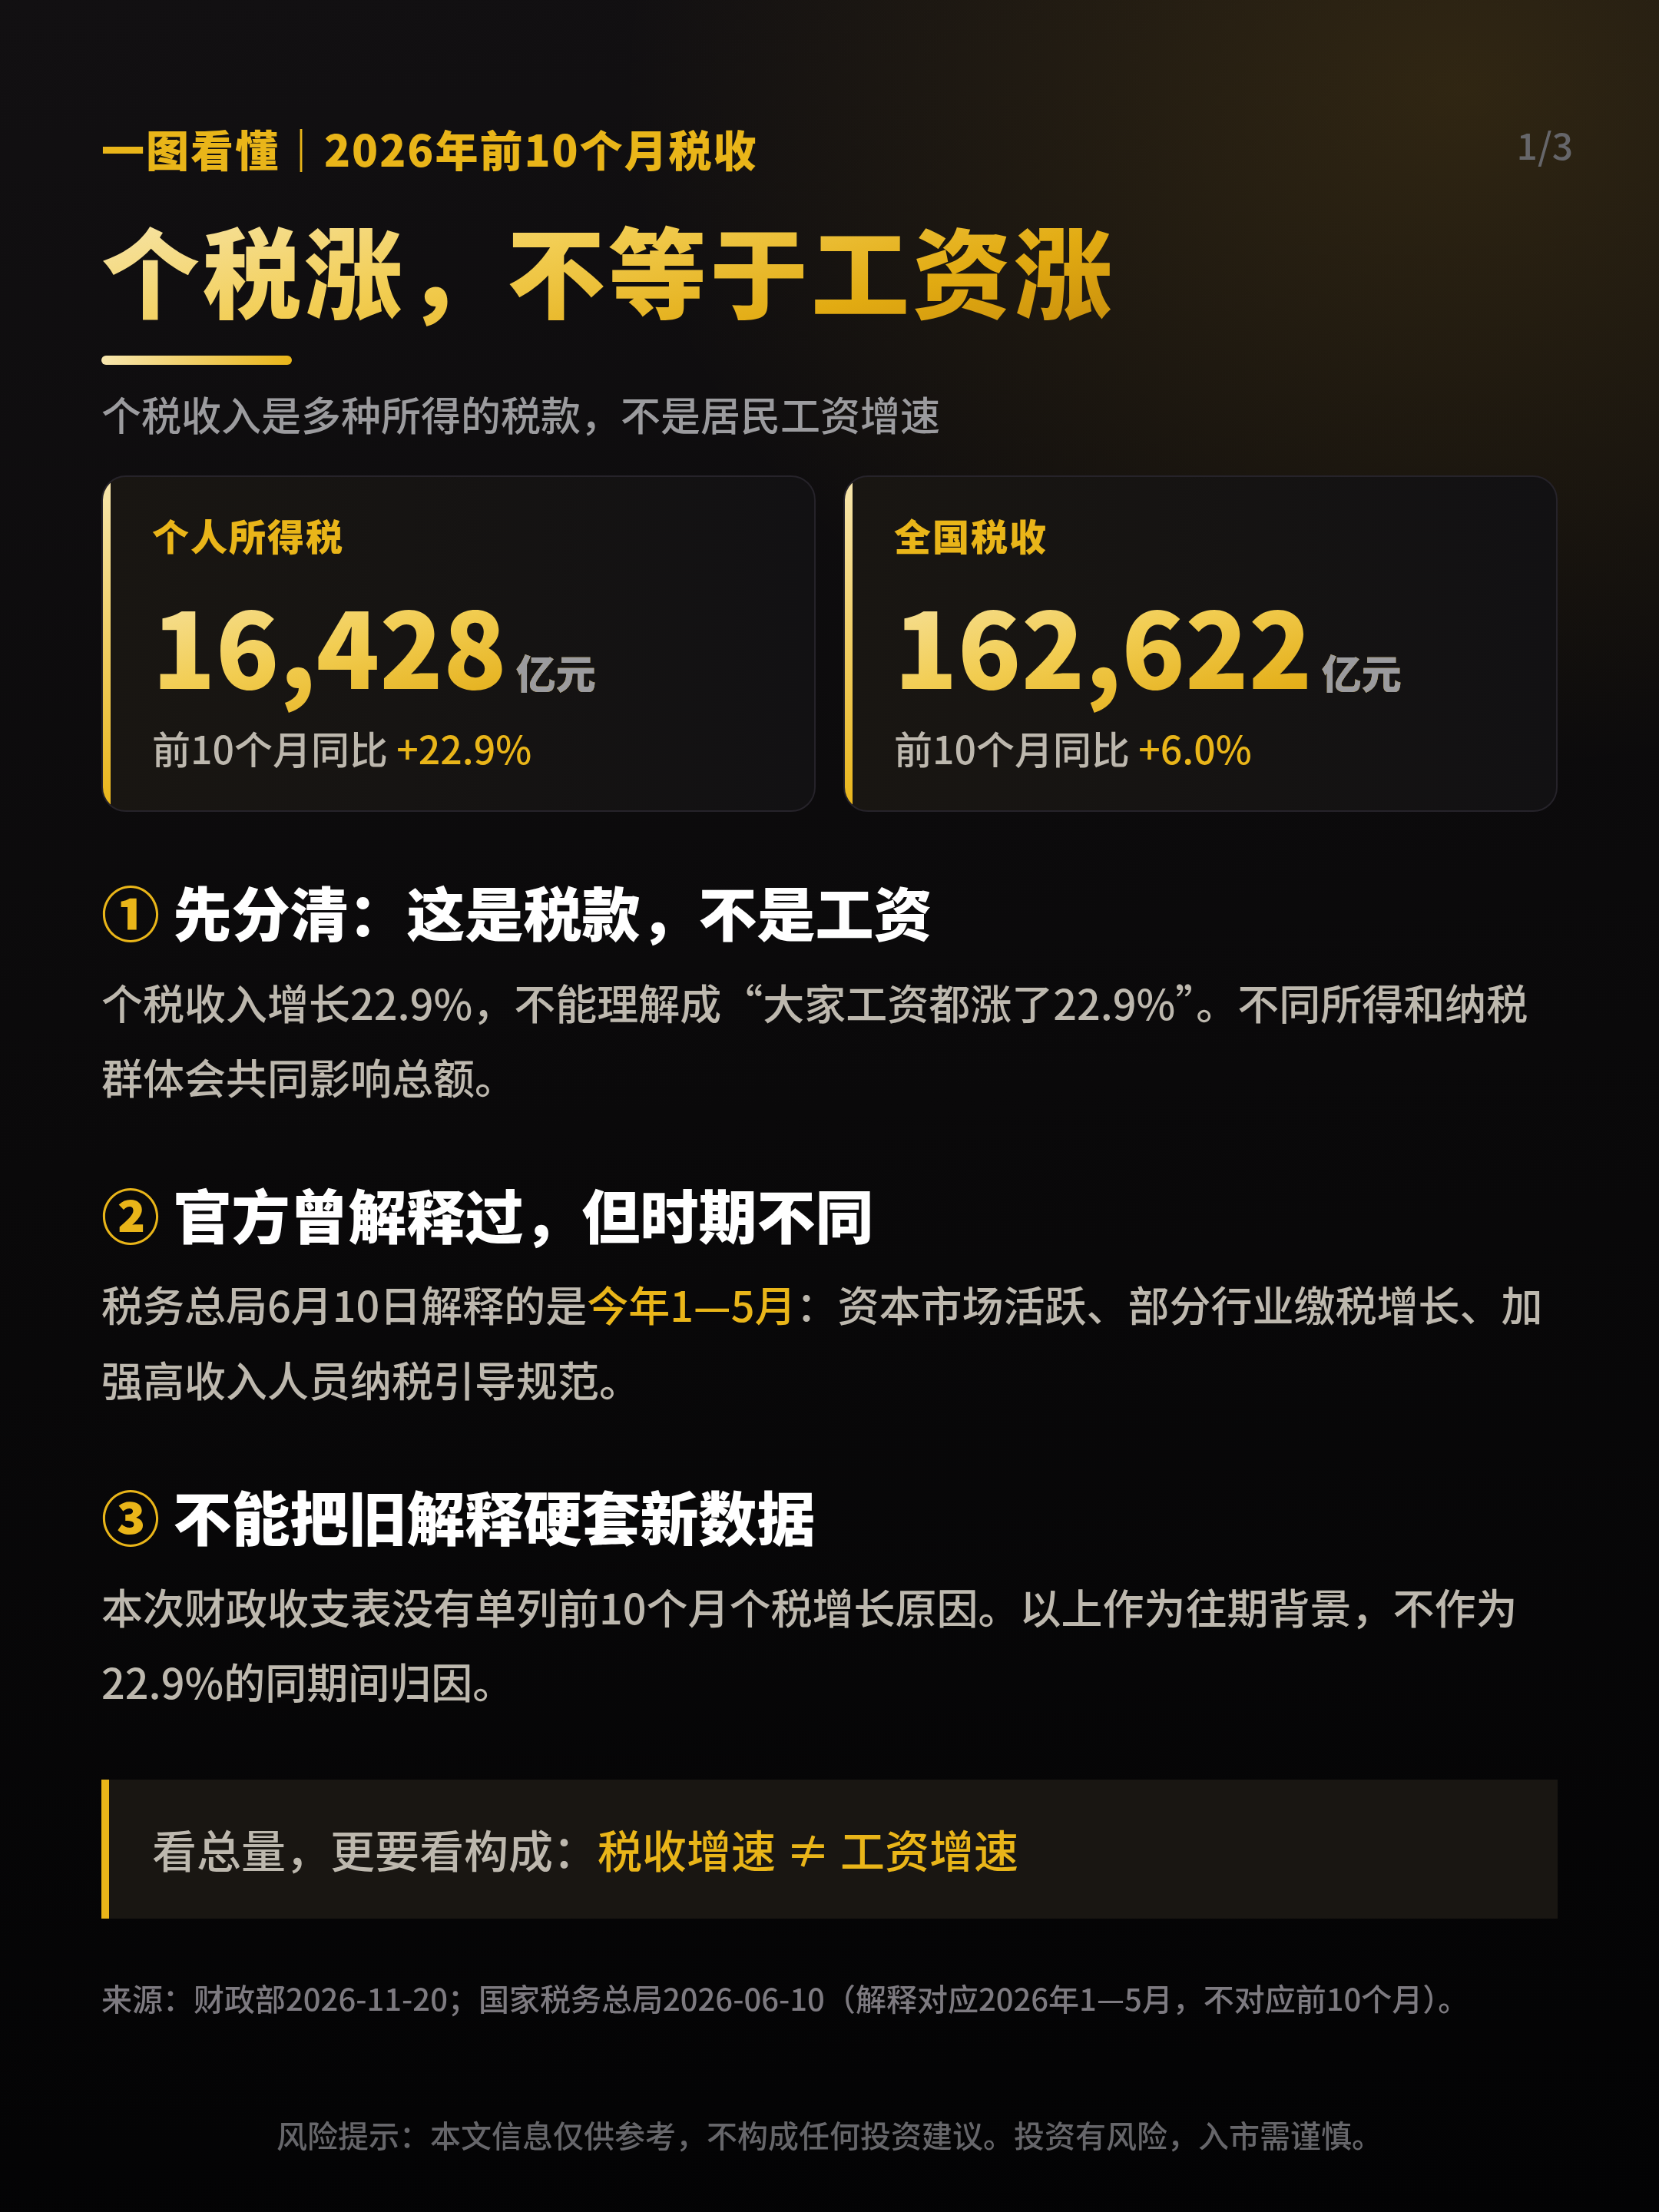 一图看懂｜2026年前10个月税收
1/3
个税涨，不等于工资涨
个税收入是多种所得的税款，不是居民工资增速
个人所得税
16,428 亿元
前10个月同比 +22.9%
全国税收
162,622 亿元
前10个月同比 +6.0%
① 先分清：这是税款，不是工资
个税收入增长22.9%，不能理解成“大家工资都涨了22.9%”。不同所得和纳税
群体会共同影响总额。
② 官方曾解释过，但时期不同
税务总局6月10日解释的是今年1—5月：资本市场活跃、部分行业缴税增长、加
强高收入人员纳税引导规范。
③ 不能把旧解释硬套新数据
本次财政收支表没有单列前10个月个税增长原因。以上作为往期背景，不作为
22.9%的同期间归因。
看总量，更要看构成：税收增速 ≠ 工资增速
来源：财政部2026-11-20；国家税务总局2026-06-10（解释对应2026年1—5月，不对应前10个月）。
风险提示：本文信息仅供参考，不构成任何投资建议。投资有风险，入市需谨慎。